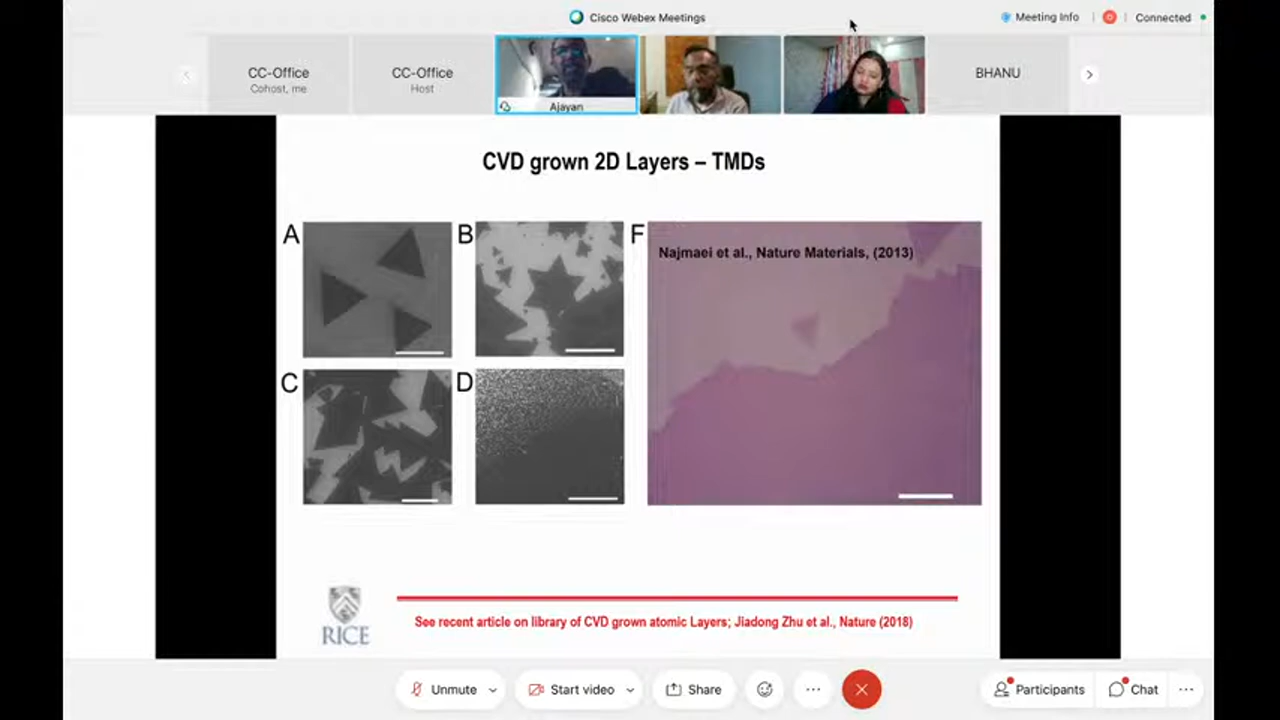 Cisco Webex Meetings
Meeting Info
Connected
CC-Office
Cohost, me
CC-Office
Host
Ajayan
BHANU
CVD grown 2D Layers – TMDs
A
B
F
Najmaei et al., Nature Materials, (2013)
C
D
RICE
See recent article on library of CVD grown atomic Layers; Jiadong Zhu et al., Nature (2018)
Unmute
Start video
Share
Participants
Chat